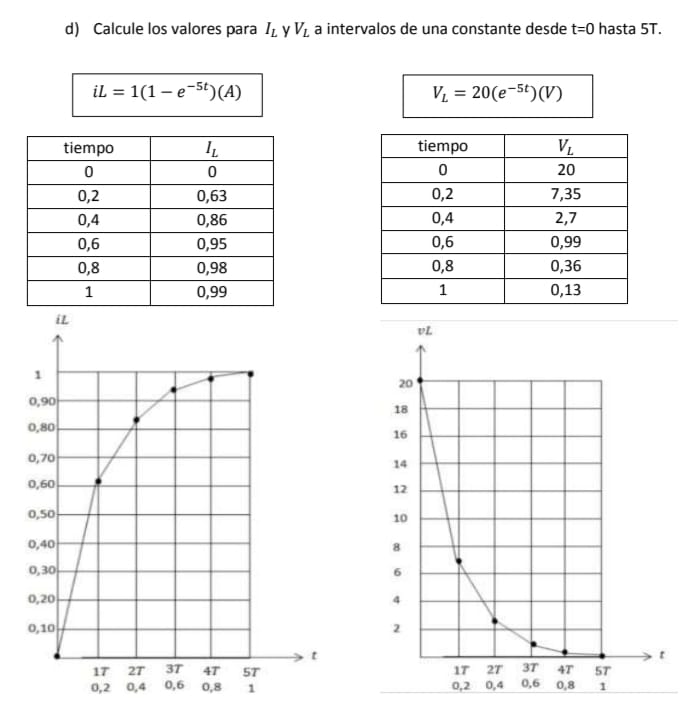 d) Calcule los valores para I_L y V_L a intervalos de una constante desde t=0 hasta 5T.
iL = 1(1 – e^{-5t})(A)
V_L = 20(e^{-5t})(V)
tiempo I_L
0 0
0,2 0,63
0,4 0,86
0,6 0,95
0,8 0,98
1 0,99
tiempo V_L
0 20
0,2 7,35
0,4 2,7
0,6 0,99
0,8 0,36
1 0,13
iL
1
0,90
0,80
0,70
0,60
0,50
0,40
0,30
0,20
0,10
t
1T 2T 3T 4T 5T
0,2 0,4 0,6 0,8 1
vL
20
18
16
14
12
10
8
6
4
2
t
1T 2T 3T 4T 5T
0,2 0,4 0,6 0,8 1